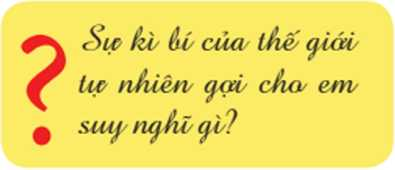 Sự kì bí của thế giới
tự nhiên gợi cho em
suy nghĩ gì?